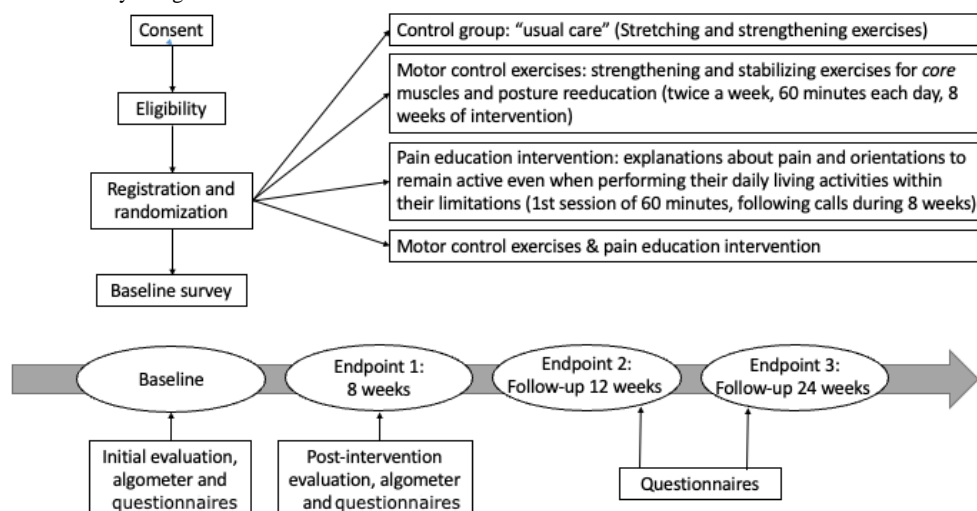 Consent
Eligibility
Registration and
randomization
Baseline survey
Control group: “usual care” (Stretching and strengthening exercises)
Motor control exercises: strengthening and stabilizing exercises for core
muscles and posture reeducation (twice a week, 60 minutes each day, 8
weeks of intervention)
Pain education intervention: explanations about pain and orientations to
remain active even when performing their daily living activities within
their limitations (1st session of 60 minutes, following calls during 8 weeks)
Motor control exercises & pain education intervention
Baseline
Endpoint 1:
8 weeks
Endpoint 2:
Follow-up 12 weeks
Endpoint 3:
Follow-up 24 weeks
Initial evaluation,
algometer and
questionnaires
Post-intervention
evaluation, algometer
and questionnaires
Questionnaires